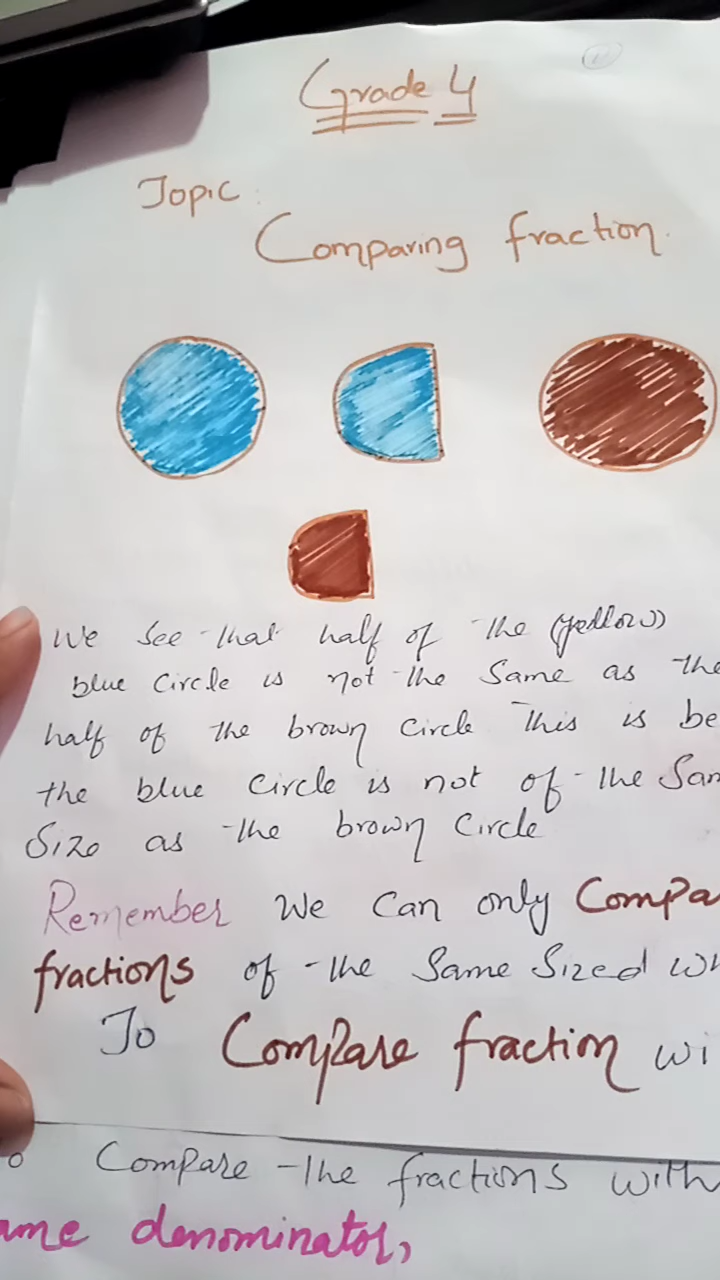 Grade 4
Topic:
Comparing fraction.
We see that half of the (yellow)
blue circle is not the same as the
half of the brown circle This is be
the blue circle is not of the Sam
Size as the brown circle
Remember We can only Compa
fractions of the Same Sized wh
To Compare fraction wi
Compare the fractions with
ame denominator,